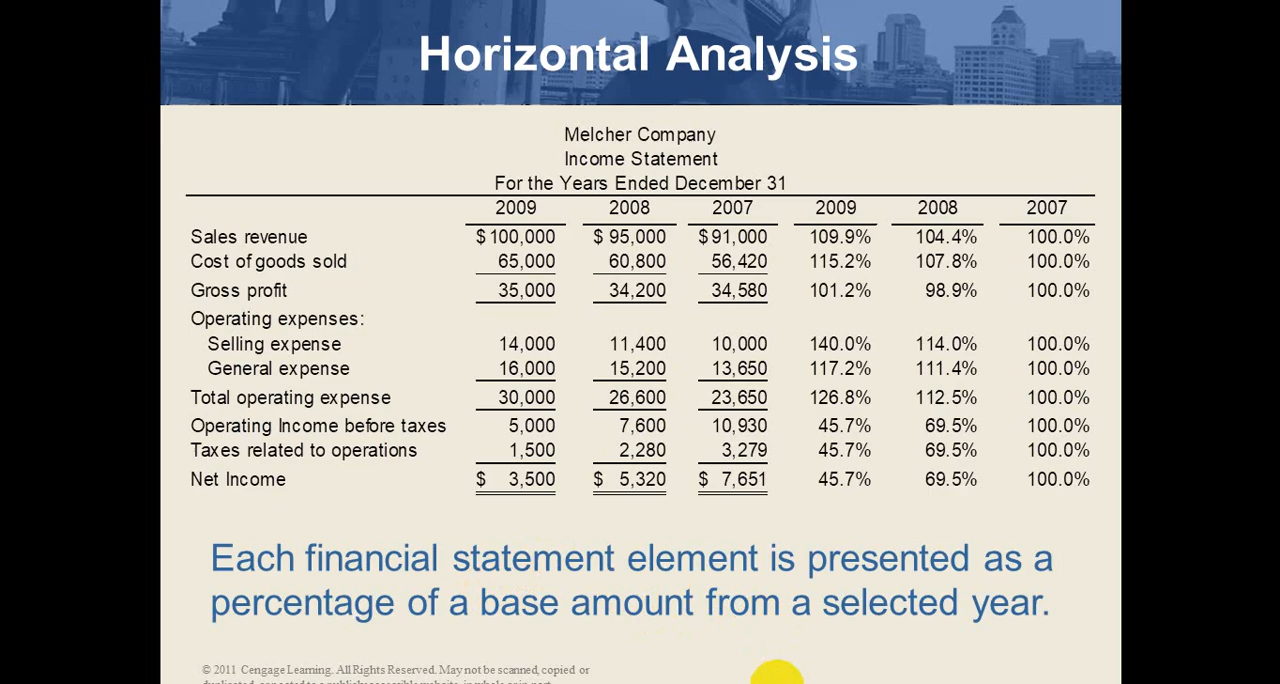 Horizontal Analysis
Melcher Company
Income Statement
For the Years Ended December 31
2009 2008 2007 2009 2008 2007
Sales revenue $ 100,000 $ 95,000 $ 91,000 109.9% 104.4% 100.0%
Cost of goods sold 65,000 60,800 56,420 115.2% 107.8% 100.0%
Gross profit 35,000 34,200 34,580 101.2% 98.9% 100.0%
Operating expenses:
Selling expense 14,000 11,400 10,000 140.0% 114.0% 100.0%
General expense 16,000 15,200 13,650 117.2% 111.4% 100.0%
Total operating expense 30,000 26,600 23,650 126.8% 112.5% 100.0%
Operating Income before taxes 5,000 7,600 10,930 45.7% 69.5% 100.0%
Taxes related to operations 1,500 2,280 3,279 45.7% 69.5% 100.0%
Net Income $ 3,500 $ 5,320 $ 7,651 45.7% 69.5% 100.0%
Each financial statement element is presented as a
percentage of a base amount from a selected year.
© 2011 Cengage Learning. All Rights Reserved. May not be scanned, copied or